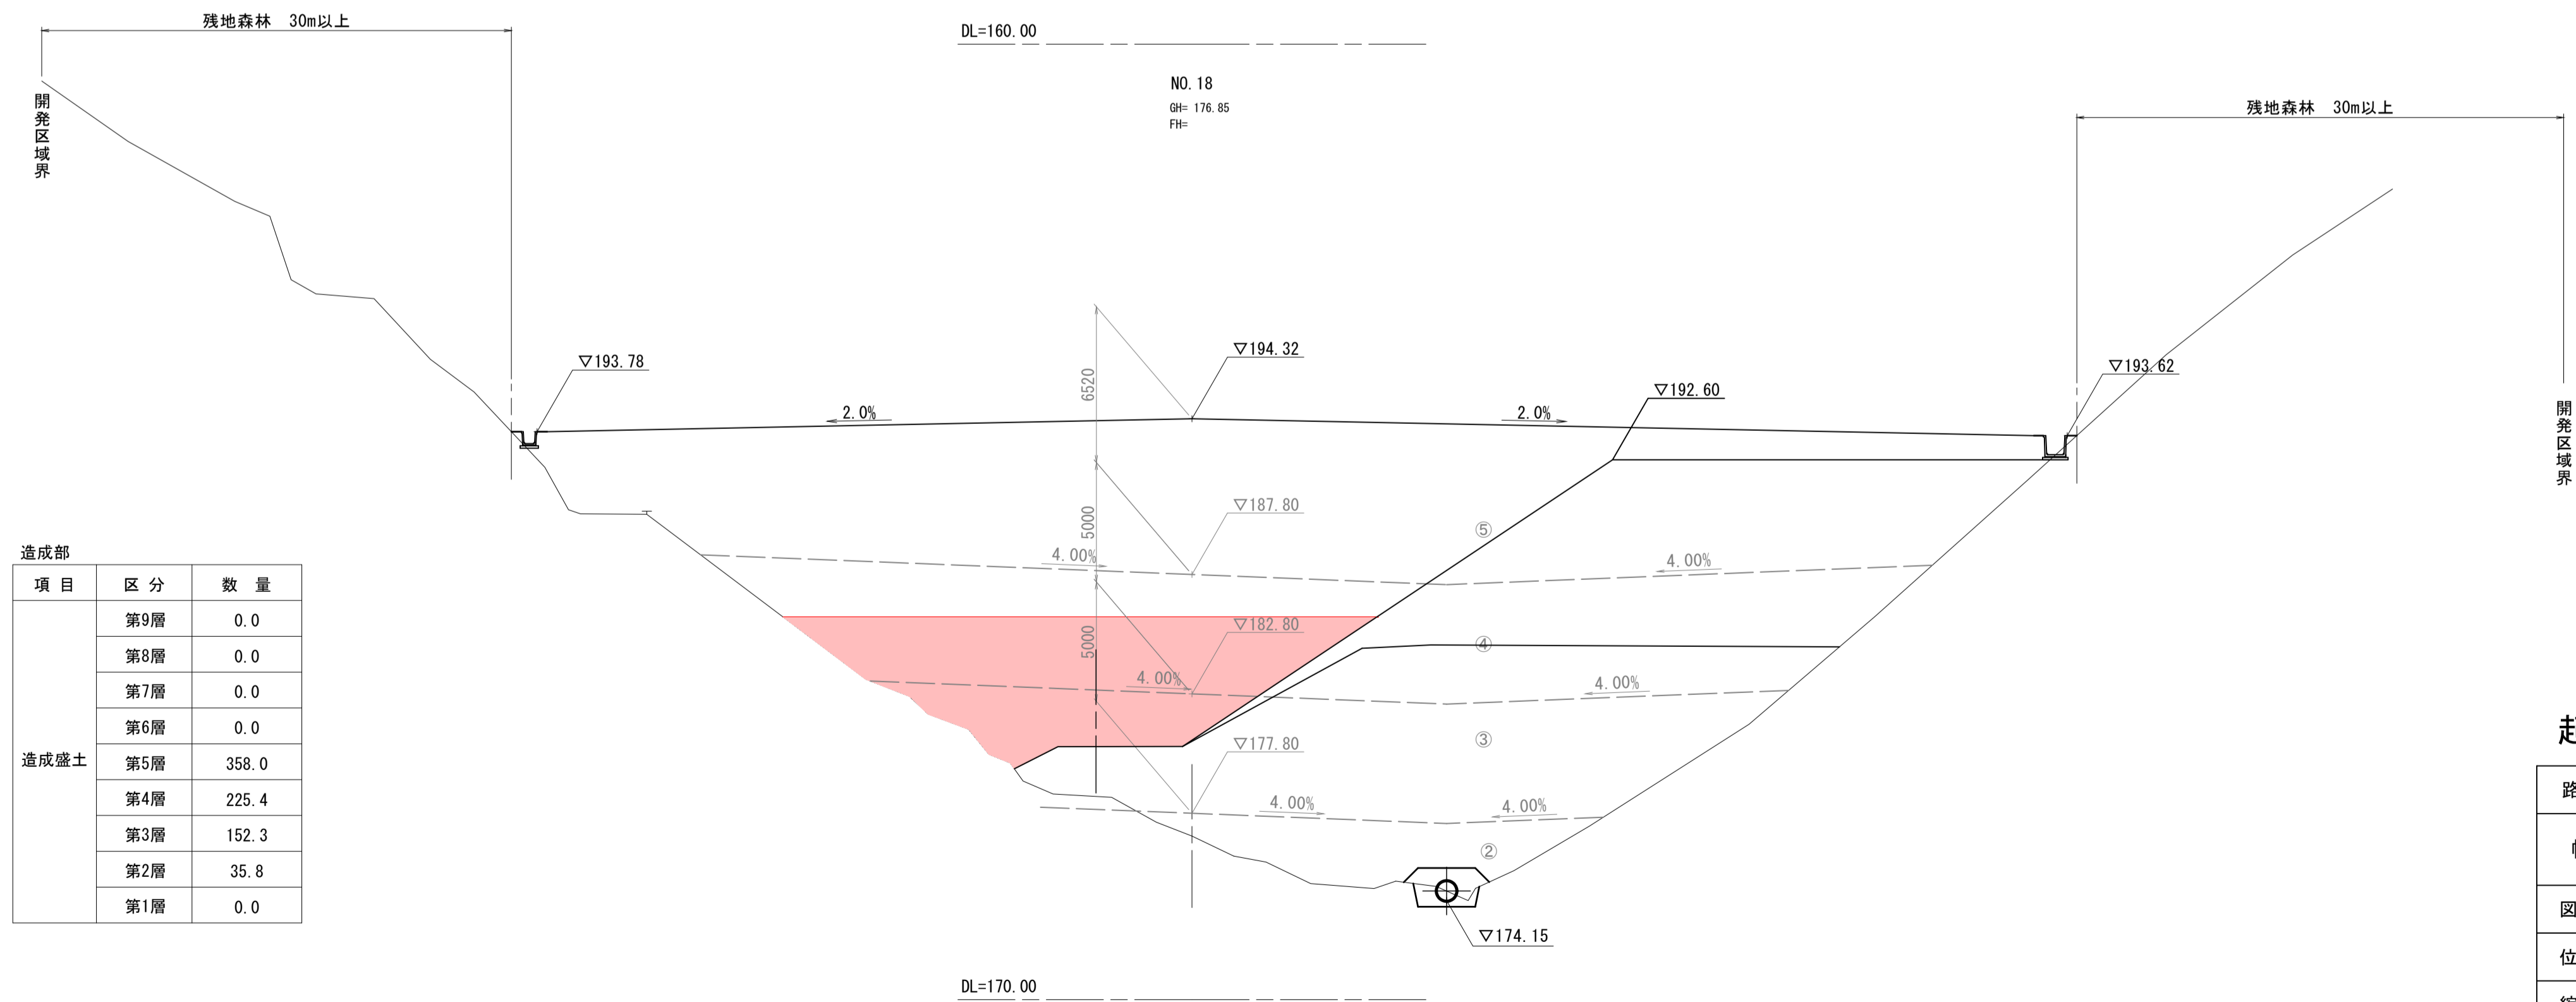 残地森林　30m以上
DL=160.00
NO.18
GH= 176.85
FH=
残地森林　30m以上
開発区域界
▽193.78
▽194.32
▽192.60
▽193.62
開発区域界
6520
2.0%
2.0%
5000
▽187.80
⑤
4.00%
4.00%
5000
▽182.80
④
4.00%
4.00%
▽177.80
③
4.00%
4.00%
②
▽174.15
造成部
項 目 区 分 数　量
造成盛土
第9層 0.0
第8層 0.0
第7層 0.0
第6層 0.0
第5層 358.0
第4層 225.4
第3層 152.3
第2層 35.8
第1層 0.0
路
図
位
DL=170.00